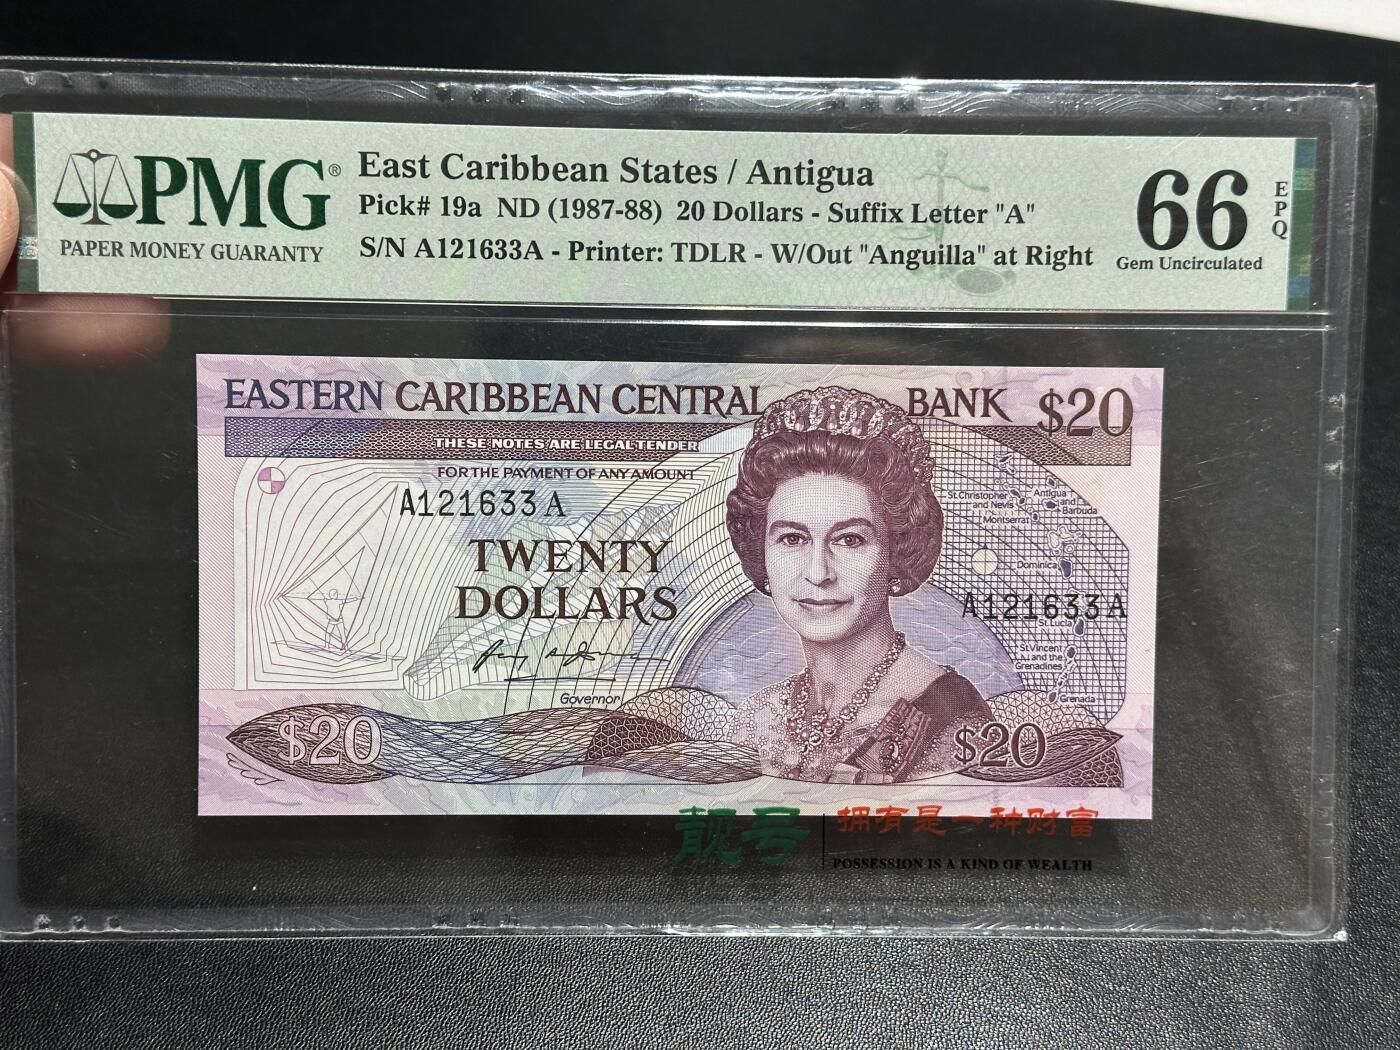 PMG®
PAPER MONEY GUARANTY
East Caribbean States / Antigua
Pick# 19a ND (1987-88) 20 Dollars - Suffix Letter "A"
S/N A121633A - Printer: TDLR - W/Out "Anguilla" at Right
66
Gem Uncirculated
EPQ
EASTERN CARIBBEAN CENTRAL BANK $20
THESE NOTES ARE LEGAL TENDER
FOR THE PAYMENT OF ANY AMOUNT
A121633A
TWENTY
DOLLARS
Governor
St.Christopher
and Nevis
Antigua
and
Barbuda
Montserrat
Dominica
A121633A
St.Lucia
St.Vincent
and the
Grenadines
Grenada
$20
$20
靓号
拥有是一种财富
POSSESSION IS A KIND OF WEALTH